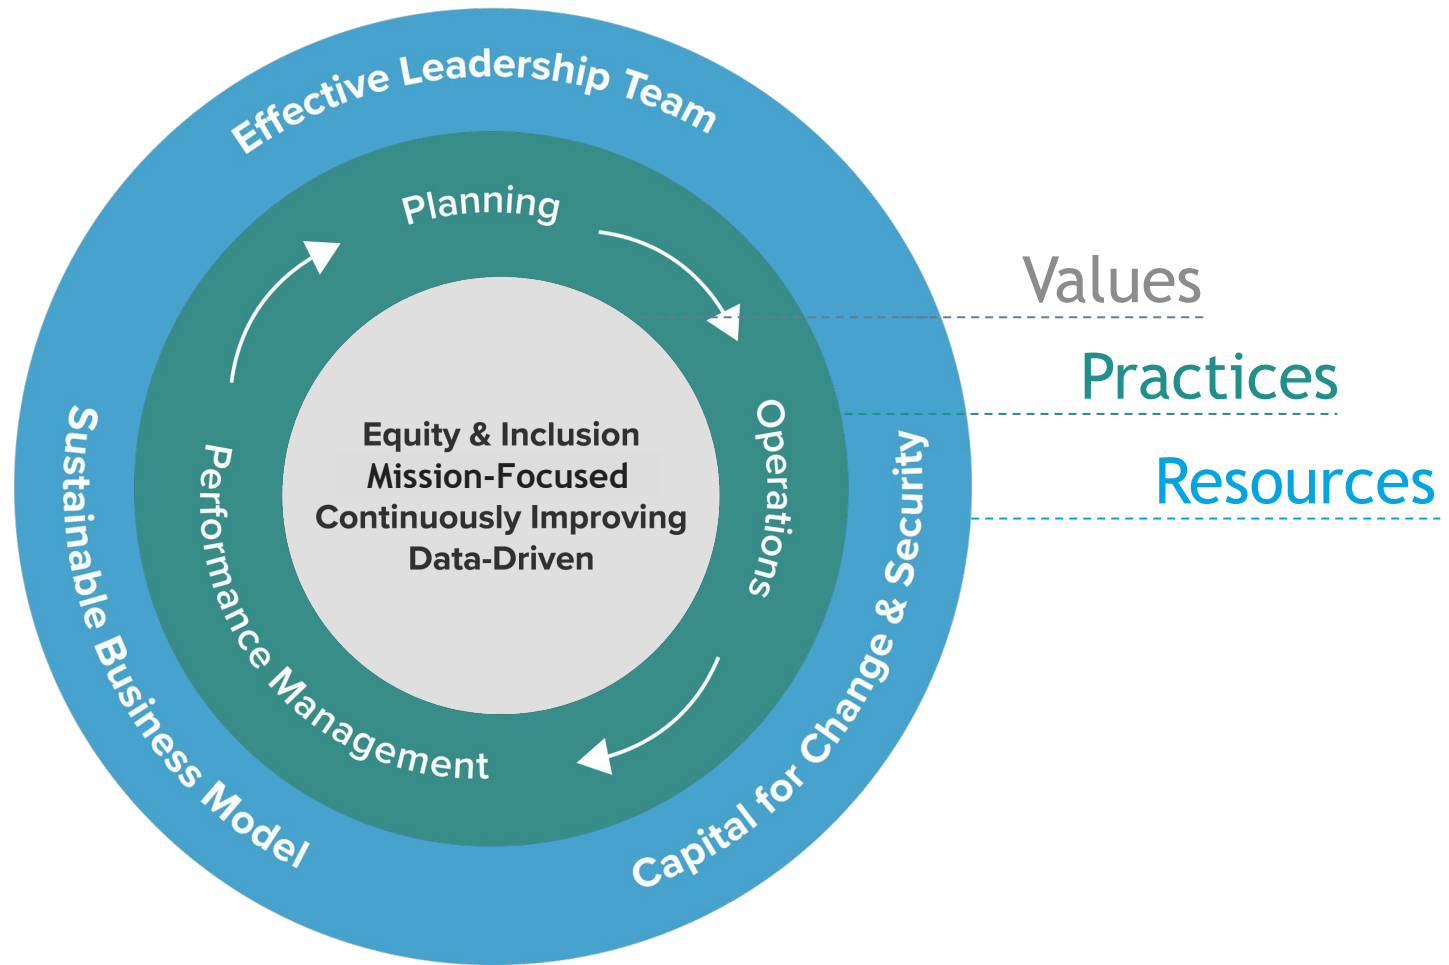 Effective Leadership Team
Planning
Values
Practices
Operations
Resources
Equity & Inclusion
Mission-Focused
Continuously Improving
Data-Driven
Performance Management
Sustainable Business Model
Capital for Change & Security